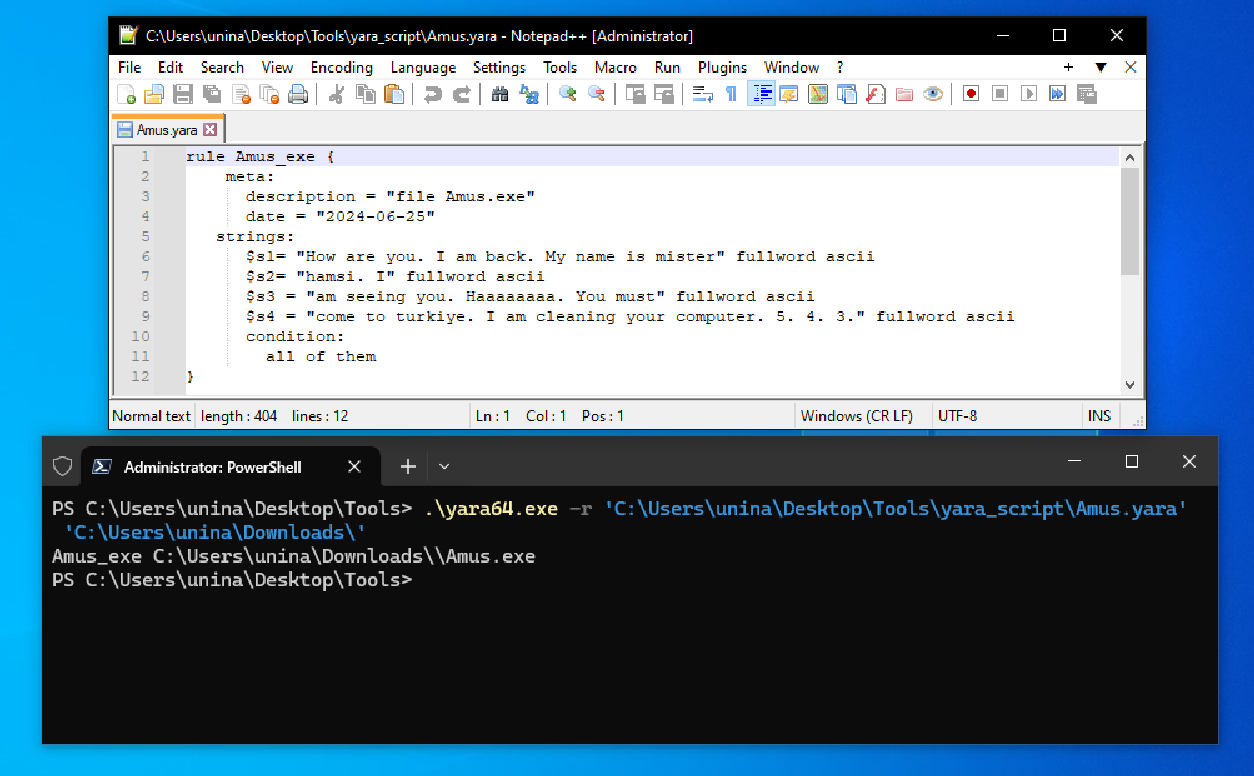 C:\Users\unina\Desktop\Tools\yara_script\Amus.yara - Notepad++ [Administrator]
File Edit Search View Encoding Language Settings Tools Macro Run Plugins Window ?
Amus.yara
1 rule Amus_exe {
2 meta:
3 description = "file Amus.exe"
4 date = "2024-06-25"
5 strings:
6 $s1= "How are you. I am back. My name is mister" fullword ascii
7 $s2= "hamsi. I" fullword ascii
8 $s3 = "am seeing you. Haaaaaaaa. You must" fullword ascii
9 $s4 = "come to turkiye. I am cleaning your computer. 5. 4. 3." fullword ascii
10 condition:
11 all of them
12 }
Normal text length : 404 lines : 12 Ln : 1 Col : 1 Pos : 1 Windows (CR LF) UTF-8 INS
Administrator: PowerShell
PS C:\Users\unina\Desktop\Tools> .\yara64.exe -r 'C:\Users\unina\Desktop\Tools\yara_script\Amus.yara'
'C:\Users\unina\Downloads\'
Amus_exe C:\Users\unina\Downloads\\Amus.exe
PS C:\Users\unina\Desktop\Tools>